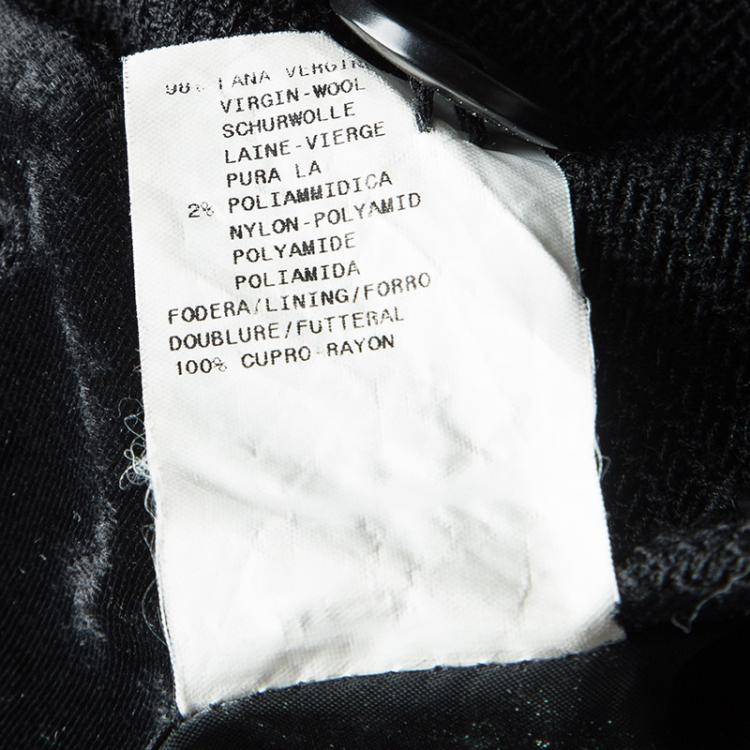 98% LANA VERGIN
VIRGIN-WOOL
SCHURWOLLE
LAINE-VIERGE
PURA LA
2% POLIAMMIDICA
NYLON-POLYAMID
POLYAMIDE
POLIAMIDA
FODERA/LINING/FORRO
DOUBLURE/FUTTERAL
100% CUPRO-RAYON